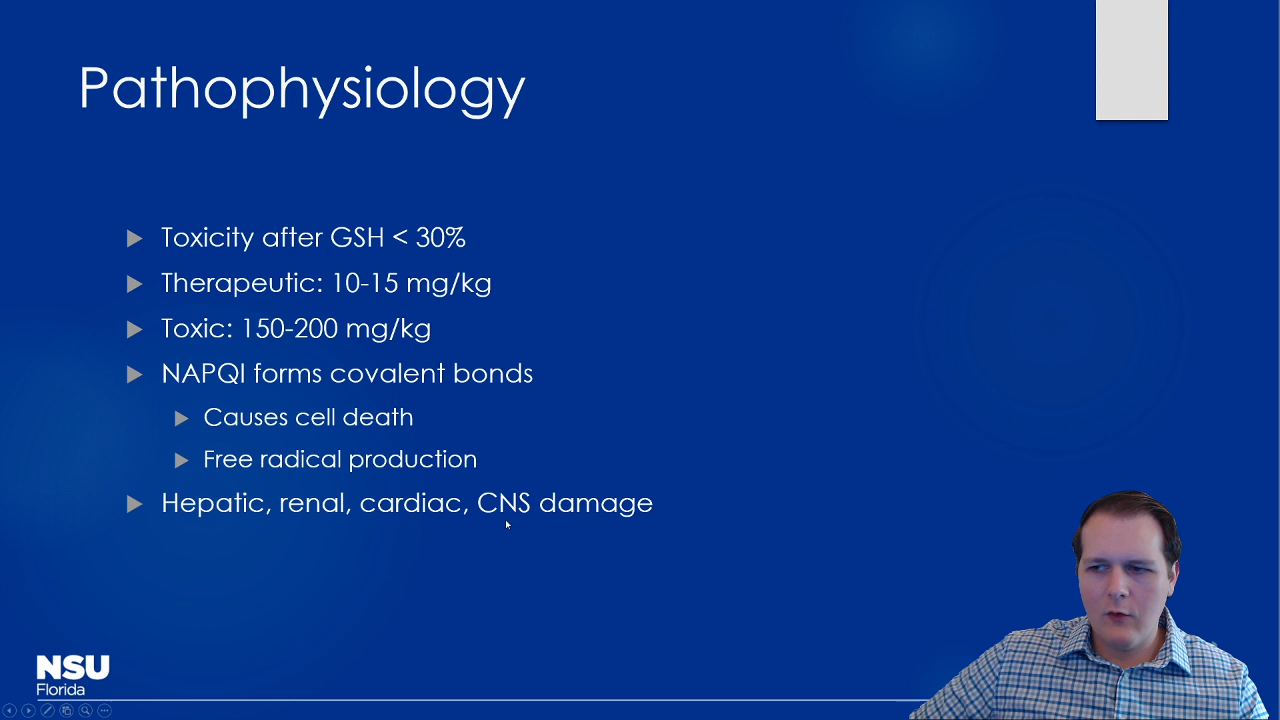 Pathophysiology
Toxicity after GSH < 30%
Therapeutic: 10-15 mg/kg
Toxic: 150-200 mg/kg
NAPQI forms covalent bonds
Causes cell death
Free radical production
Hepatic, renal, cardiac, CNS damage
NSU
Florida